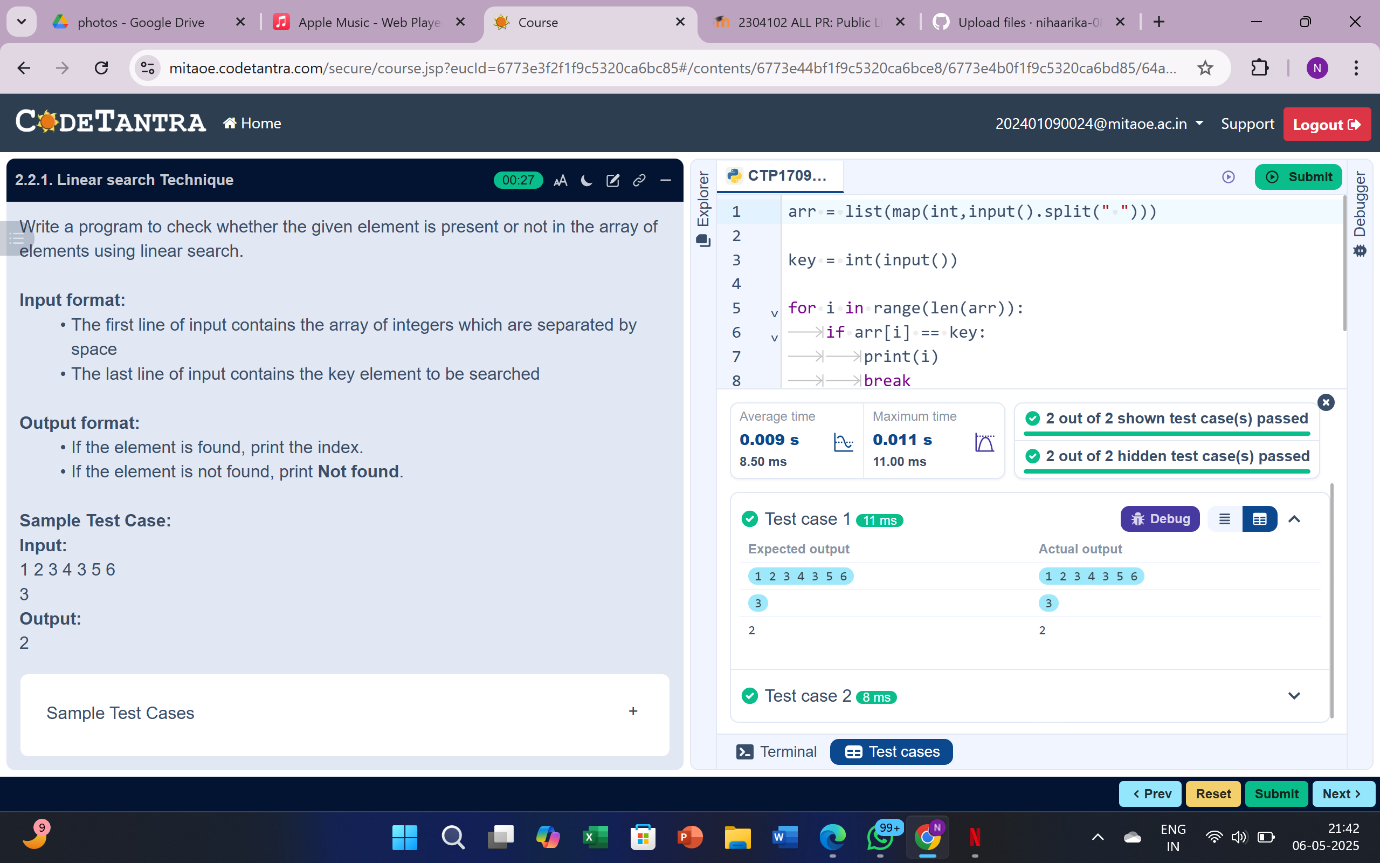 photos - Google Drive
Apple Music - Web Playe
Course
2304102 ALL PR: Public L
Upload files · nihaarika-0
mitaoe.codetantra.com/secure/course.jsp?eucId=6773e3f2f1f9c5320ca6bc85#/contents/6773e44bf1f9c5320ca6bce8/6773e4b0f1f9c5320ca6bd85/64a...
N
CODETANTRA
Home
202401090024@mitaoe.ac.in
Support
Logout
2.2.1. Linear search Technique
00:27
AA
Write a program to check whether the given element is present or not in the array of
elements using linear search.
Input format:
• The first line of input contains the array of integers which are separated by
space
• The last line of input contains the key element to be searched
Output format:
• If the element is found, print the index.
• If the element is not found, print Not found.
Sample Test Case:
Input:
1 2 3 4 3 5 6
3
Output:
2
Sample Test Cases
+
Explorer
CTP1709...
Submit
Debugger
1 arr = list(map(int,input().split(" ")))
2
3 key = int(input())
4
5 for i in range(len(arr)):
6 if arr[i] == key:
7 print(i)
8 break
Average time
0.009 s
8.50 ms
Maximum time
0.011 s
11.00 ms
2 out of 2 shown test case(s) passed
2 out of 2 hidden test case(s) passed
Test case 1 11 ms
Debug
Expected output Actual output
1 2 3 4 3 5 6 1 2 3 4 3 5 6
3 3
2 2
Test case 2 8 ms
Terminal
Test cases
< Prev
Reset
Submit
Next >
9
99+
N
ENG
IN
21:42
06-05-2025